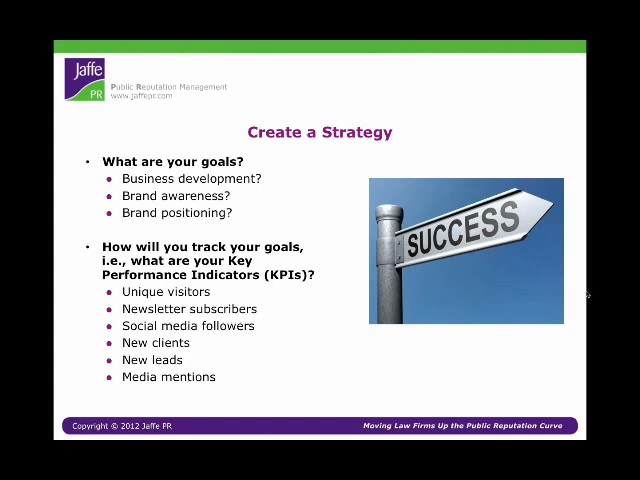 Jaffe
PR
Public Reputation Management
www.jaffepr.com
Create a Strategy
• What are your goals?
• Business development?
• Brand awareness?
• Brand positioning?
• How will you track your goals,
i.e., what are your Key
Performance Indicators (KPIs)?
• Unique visitors
• Newsletter subscribers
• Social media followers
• New clients
• New leads
• Media mentions
SUCCESS
Copyright © 2012 Jaffe PR
Moving Law Firms Up the Public Reputation Curve